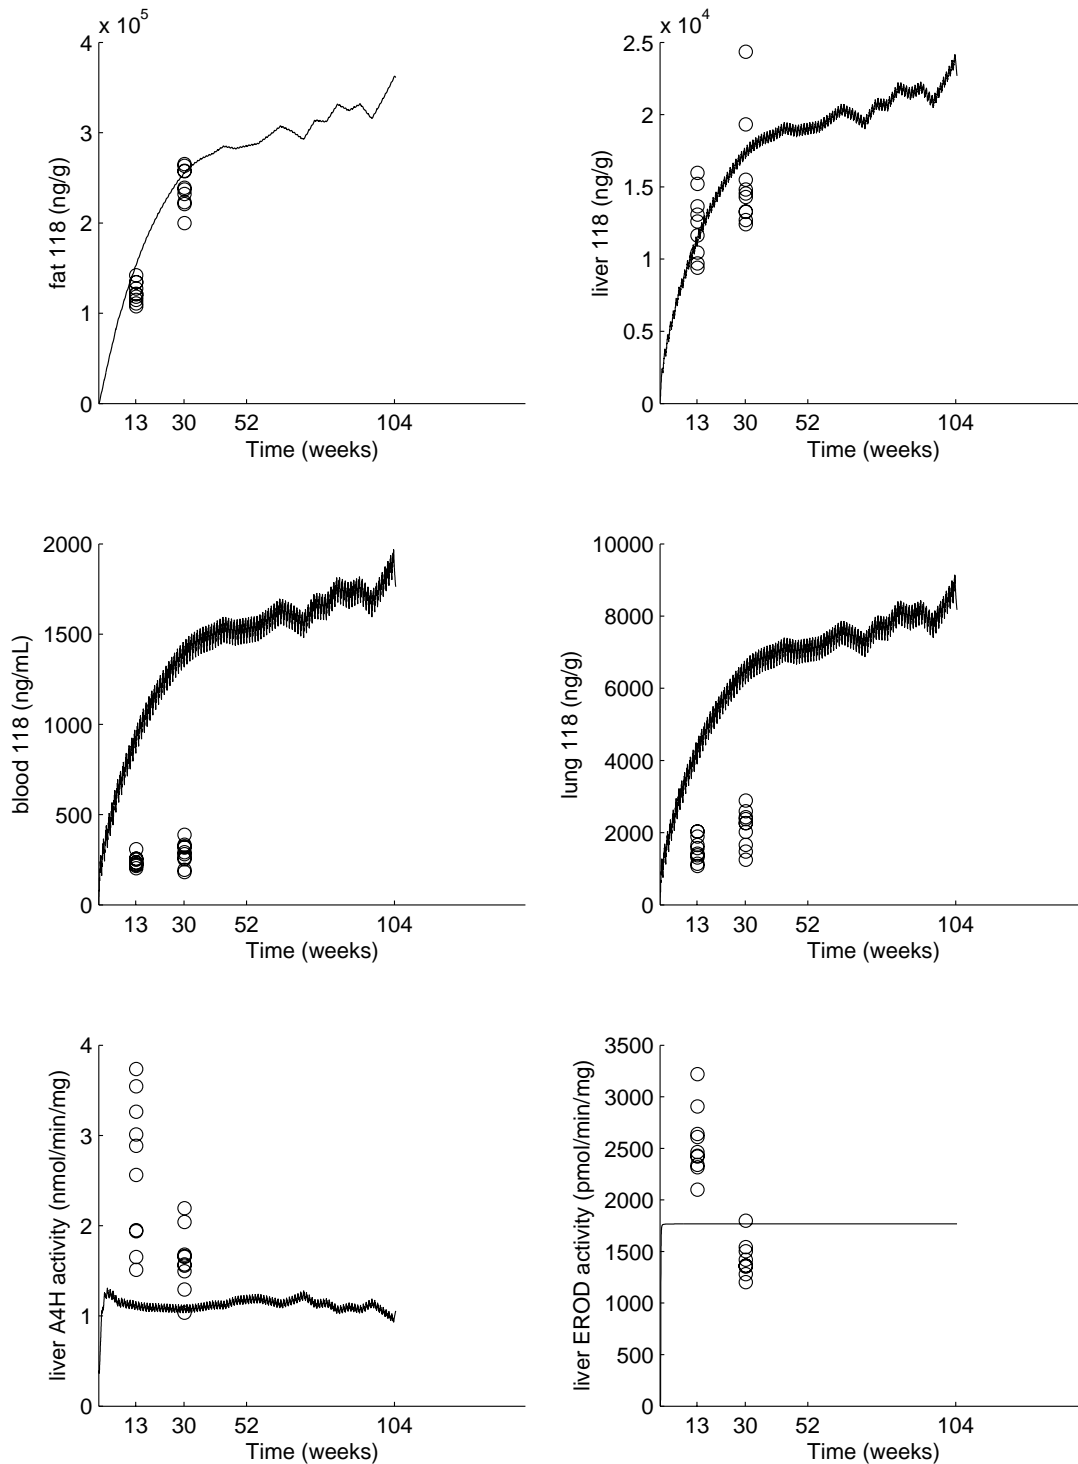 x 10^5
4
3
2
1
0
fat 118 (ng/g)
13 30 52 104
Time (weeks)
x 10^4
2.5
2
1.5
1
0.5
0
liver 118 (ng/g)
13 30 52 104
Time (weeks)
2000
1500
1000
500
0
blood 118 (ng/mL)
13 30 52 104
Time (weeks)
10000
8000
6000
4000
2000
0
lung 118 (ng/g)
13 30 52 104
Time (weeks)
4
3
2
1
0
liver A4H activity (nmol/min/mg)
13 30 52 104
Time (weeks)
3500
3000
2500
2000
1500
1000
500
0
liver EROD activity (pmol/min/mg)
13 30 52 104
Time (weeks)